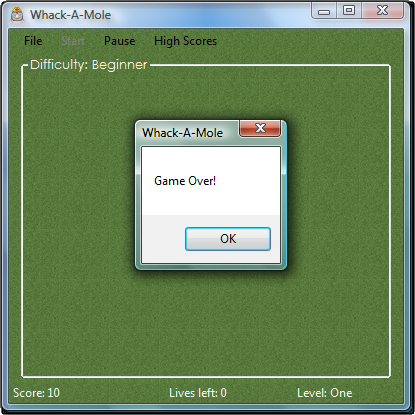 Whack-A-Mole
File Start Pause High Scores
Difficulty: Beginner
Whack-A-Mole
Game Over!
OK
Score: 10 Lives left: 0 Level: One